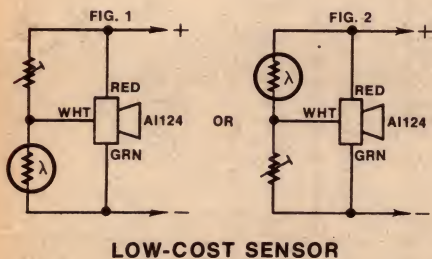 FIG. 1
+
λ
WHT
RED
AI124
GRN
−
OR
FIG. 2
+
λ
WHT
RED
AI124
GRN
−
LOW-COST SENSOR